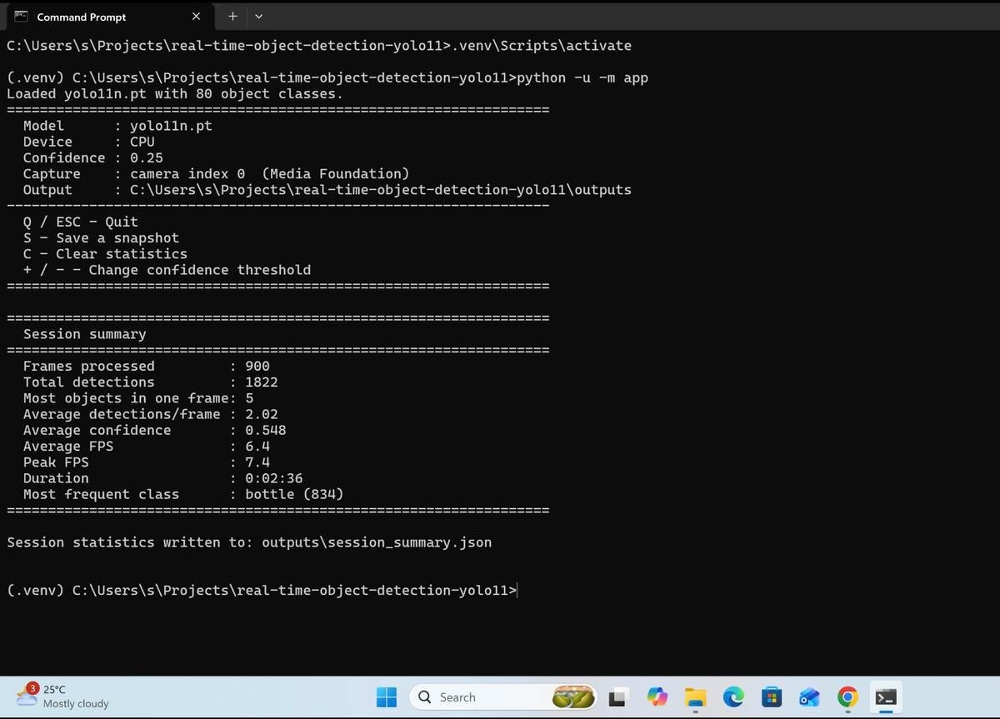 Command Prompt
C:\Users\s\Projects\real-time-object-detection-yolo11>.venv\Scripts\activate
(.venv) C:\Users\s\Projects\real-time-object-detection-yolo11>python -u -m app
Loaded yolo11n.pt with 80 object classes.
=================================================================
Model : yolo11n.pt
Device : CPU
Confidence : 0.25
Capture : camera index 0 (Media Foundation)
Output : C:\Users\s\Projects\real-time-object-detection-yolo11\outputs
-----------------------------------------------------------------
Q / ESC - Quit
S - Save a snapshot
C - Clear statistics
+ / - - Change confidence threshold
=================================================================
=================================================================
Session summary
=================================================================
Frames processed : 900
Total detections : 1822
Most objects in one frame: 5
Average detections/frame : 2.02
Average confidence : 0.548
Average FPS : 6.4
Peak FPS : 7.4
Duration : 0:02:36
Most frequent class : bottle (834)
=================================================================
Session statistics written to: outputs\session_summary.json
(.venv) C:\Users\s\Projects\real-time-object-detection-yolo11>
3
25°C
Mostly cloudy
Search